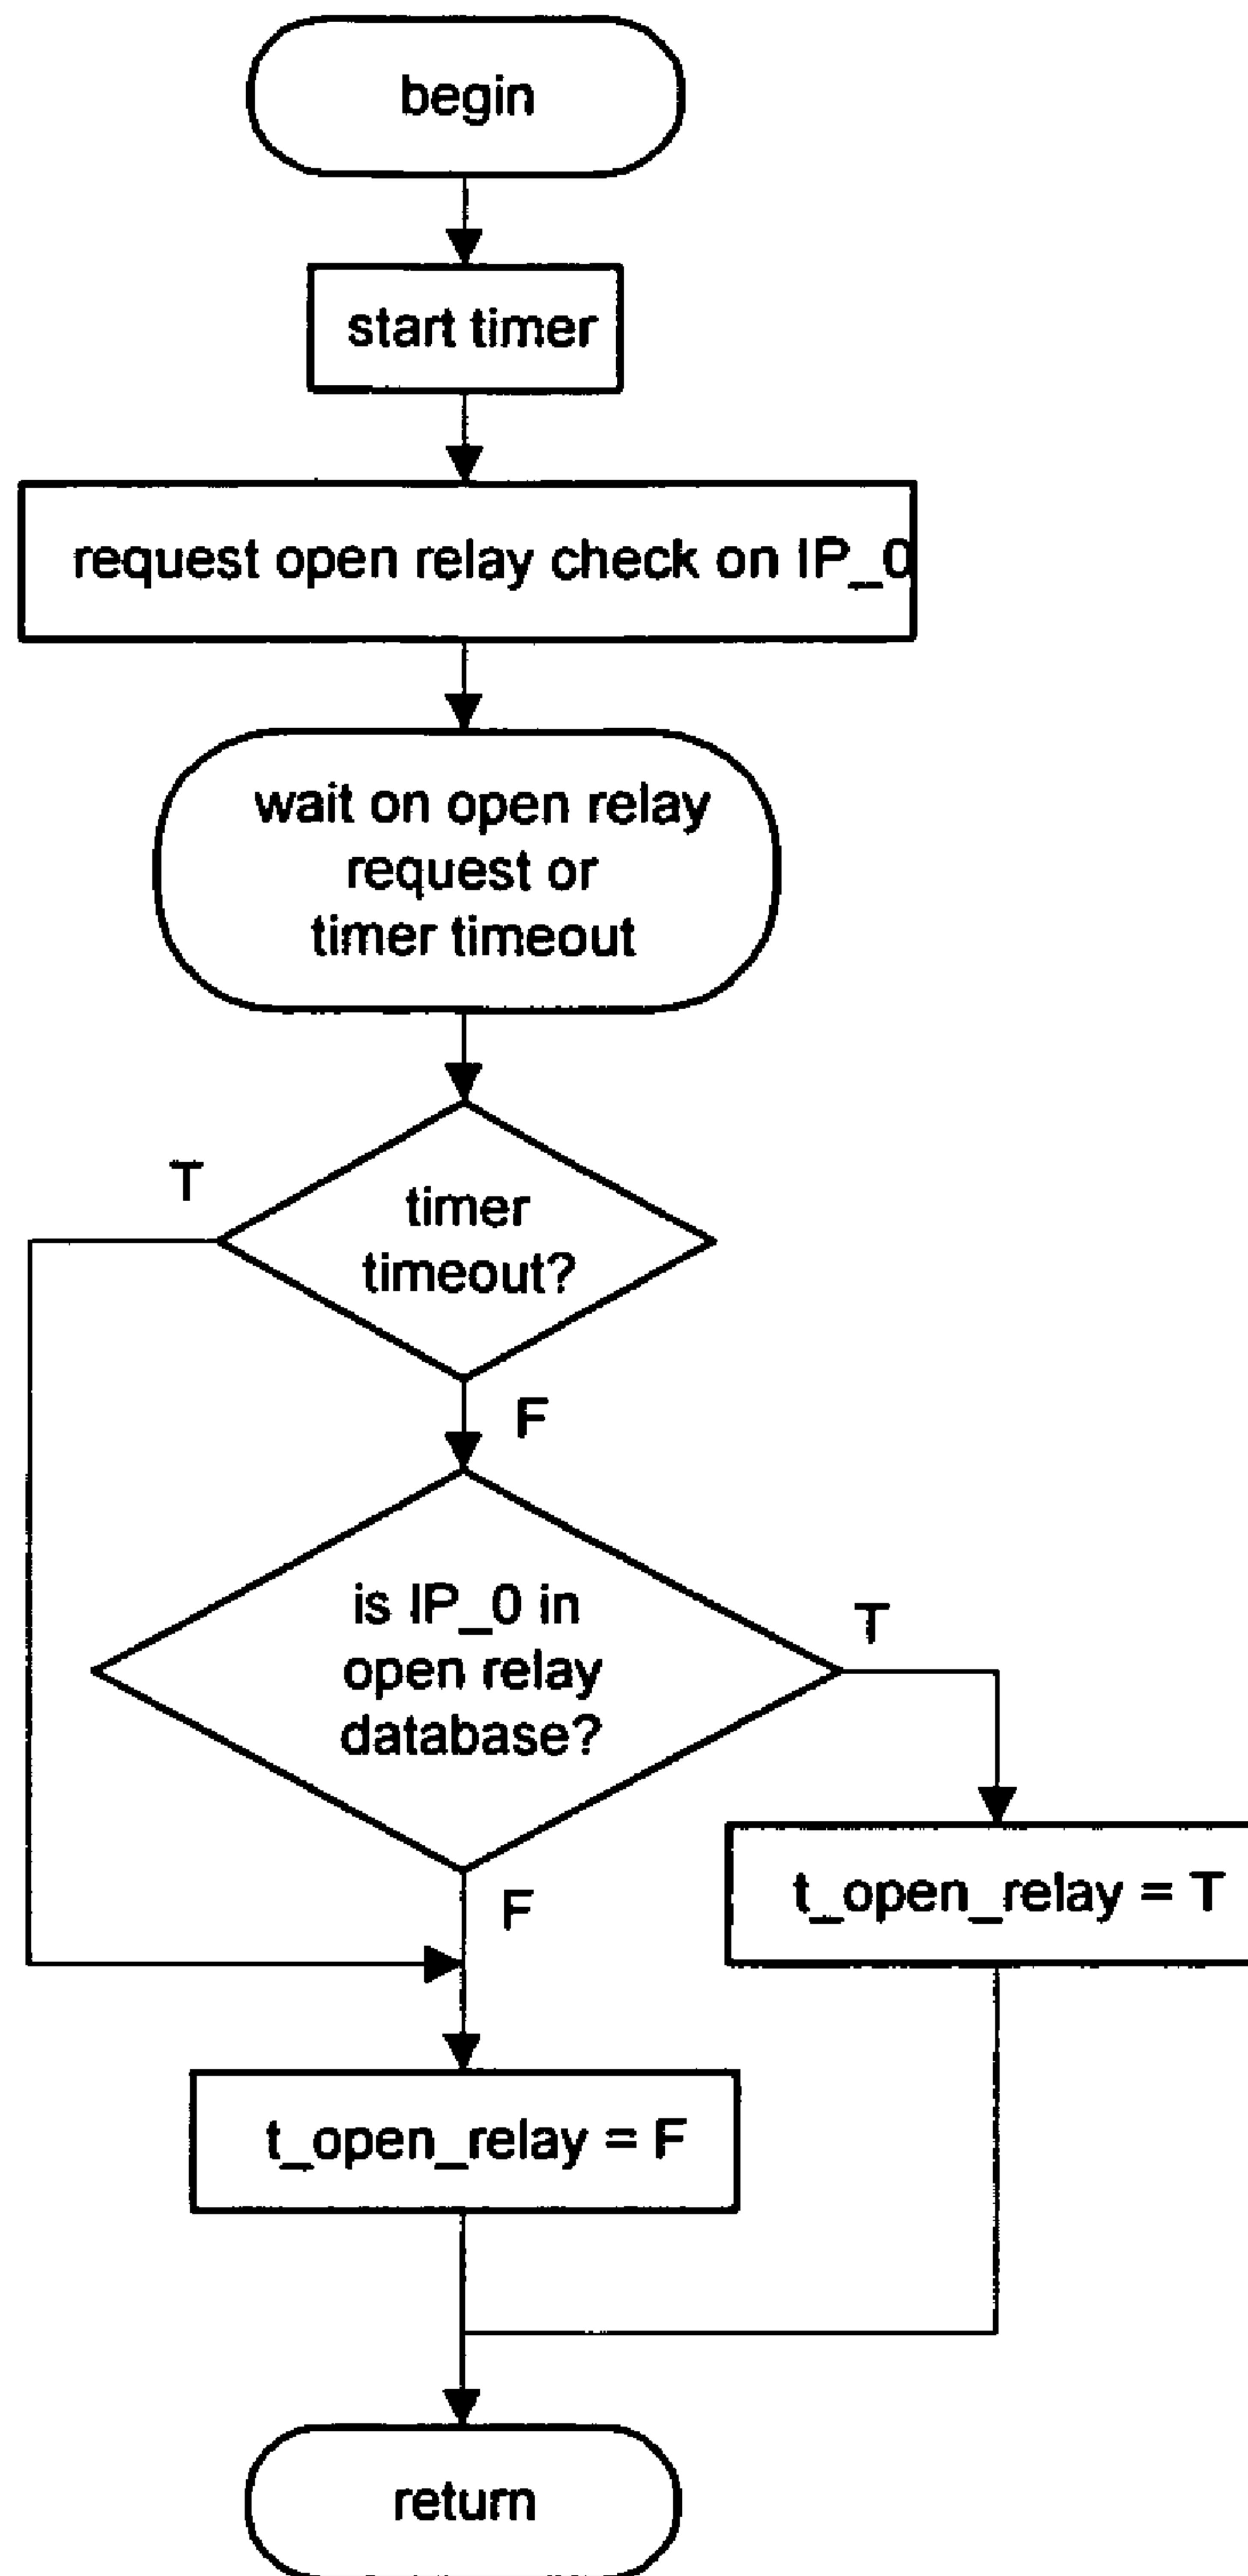 begin
start timer
request open relay check on IP_0
wait on open relay
request or
timer timeout
T
timer
timeout?
F
is IP_0 in
open relay
database?
T
t_open_relay = T
F
t_open_relay = F
return